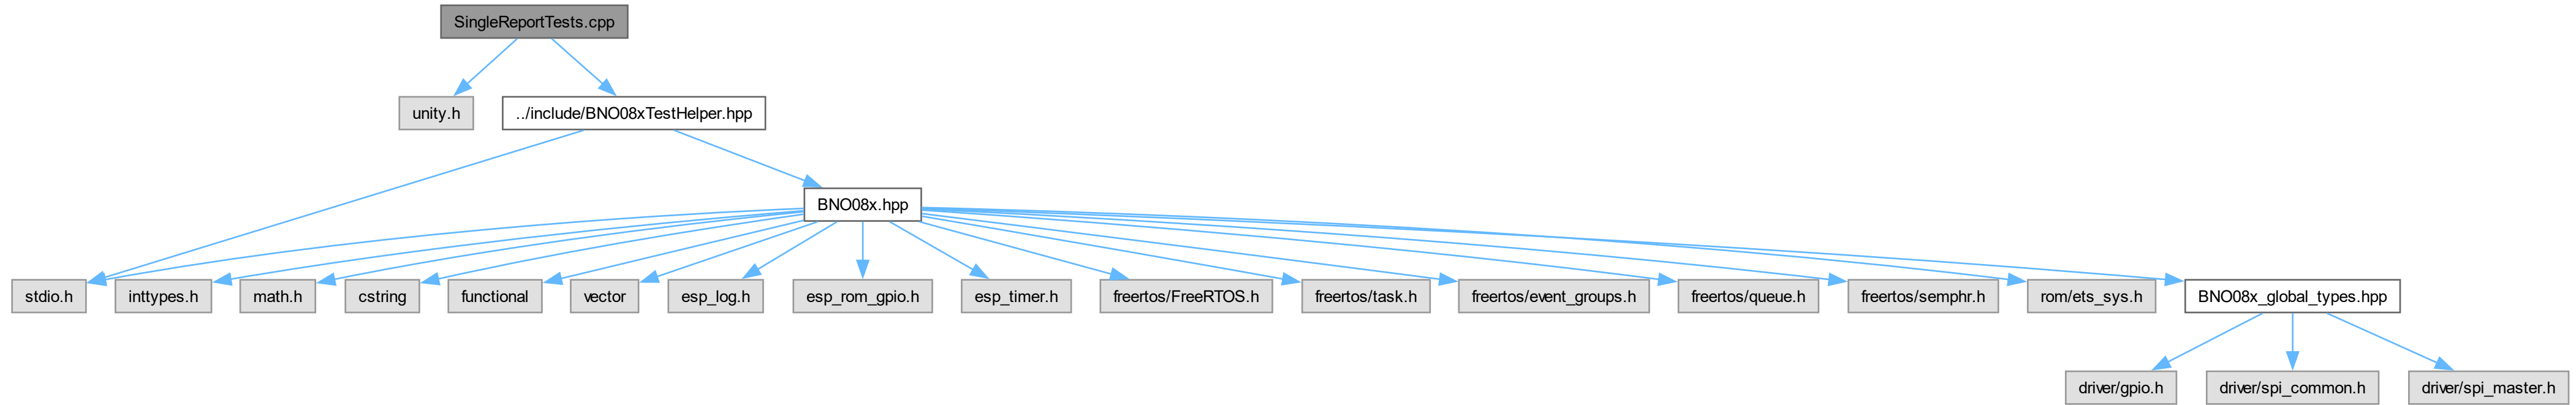 SingleReportTests.cpp
unity.h
../include/BNO08xTestHelper.hpp
BNO08x.hpp
stdio.h
inttypes.h
math.h
cstring
functional
vector
esp_log.h
esp_rom_gpio.h
esp_timer.h
freertos/FreeRTOS.h
freertos/task.h
freertos/event_groups.h
freertos/queue.h
freertos/semphr.h
rom/ets_sys.h
BNO08x_global_types.hpp
driver/gpio.h
driver/spi_common.h
driver/spi_master.h